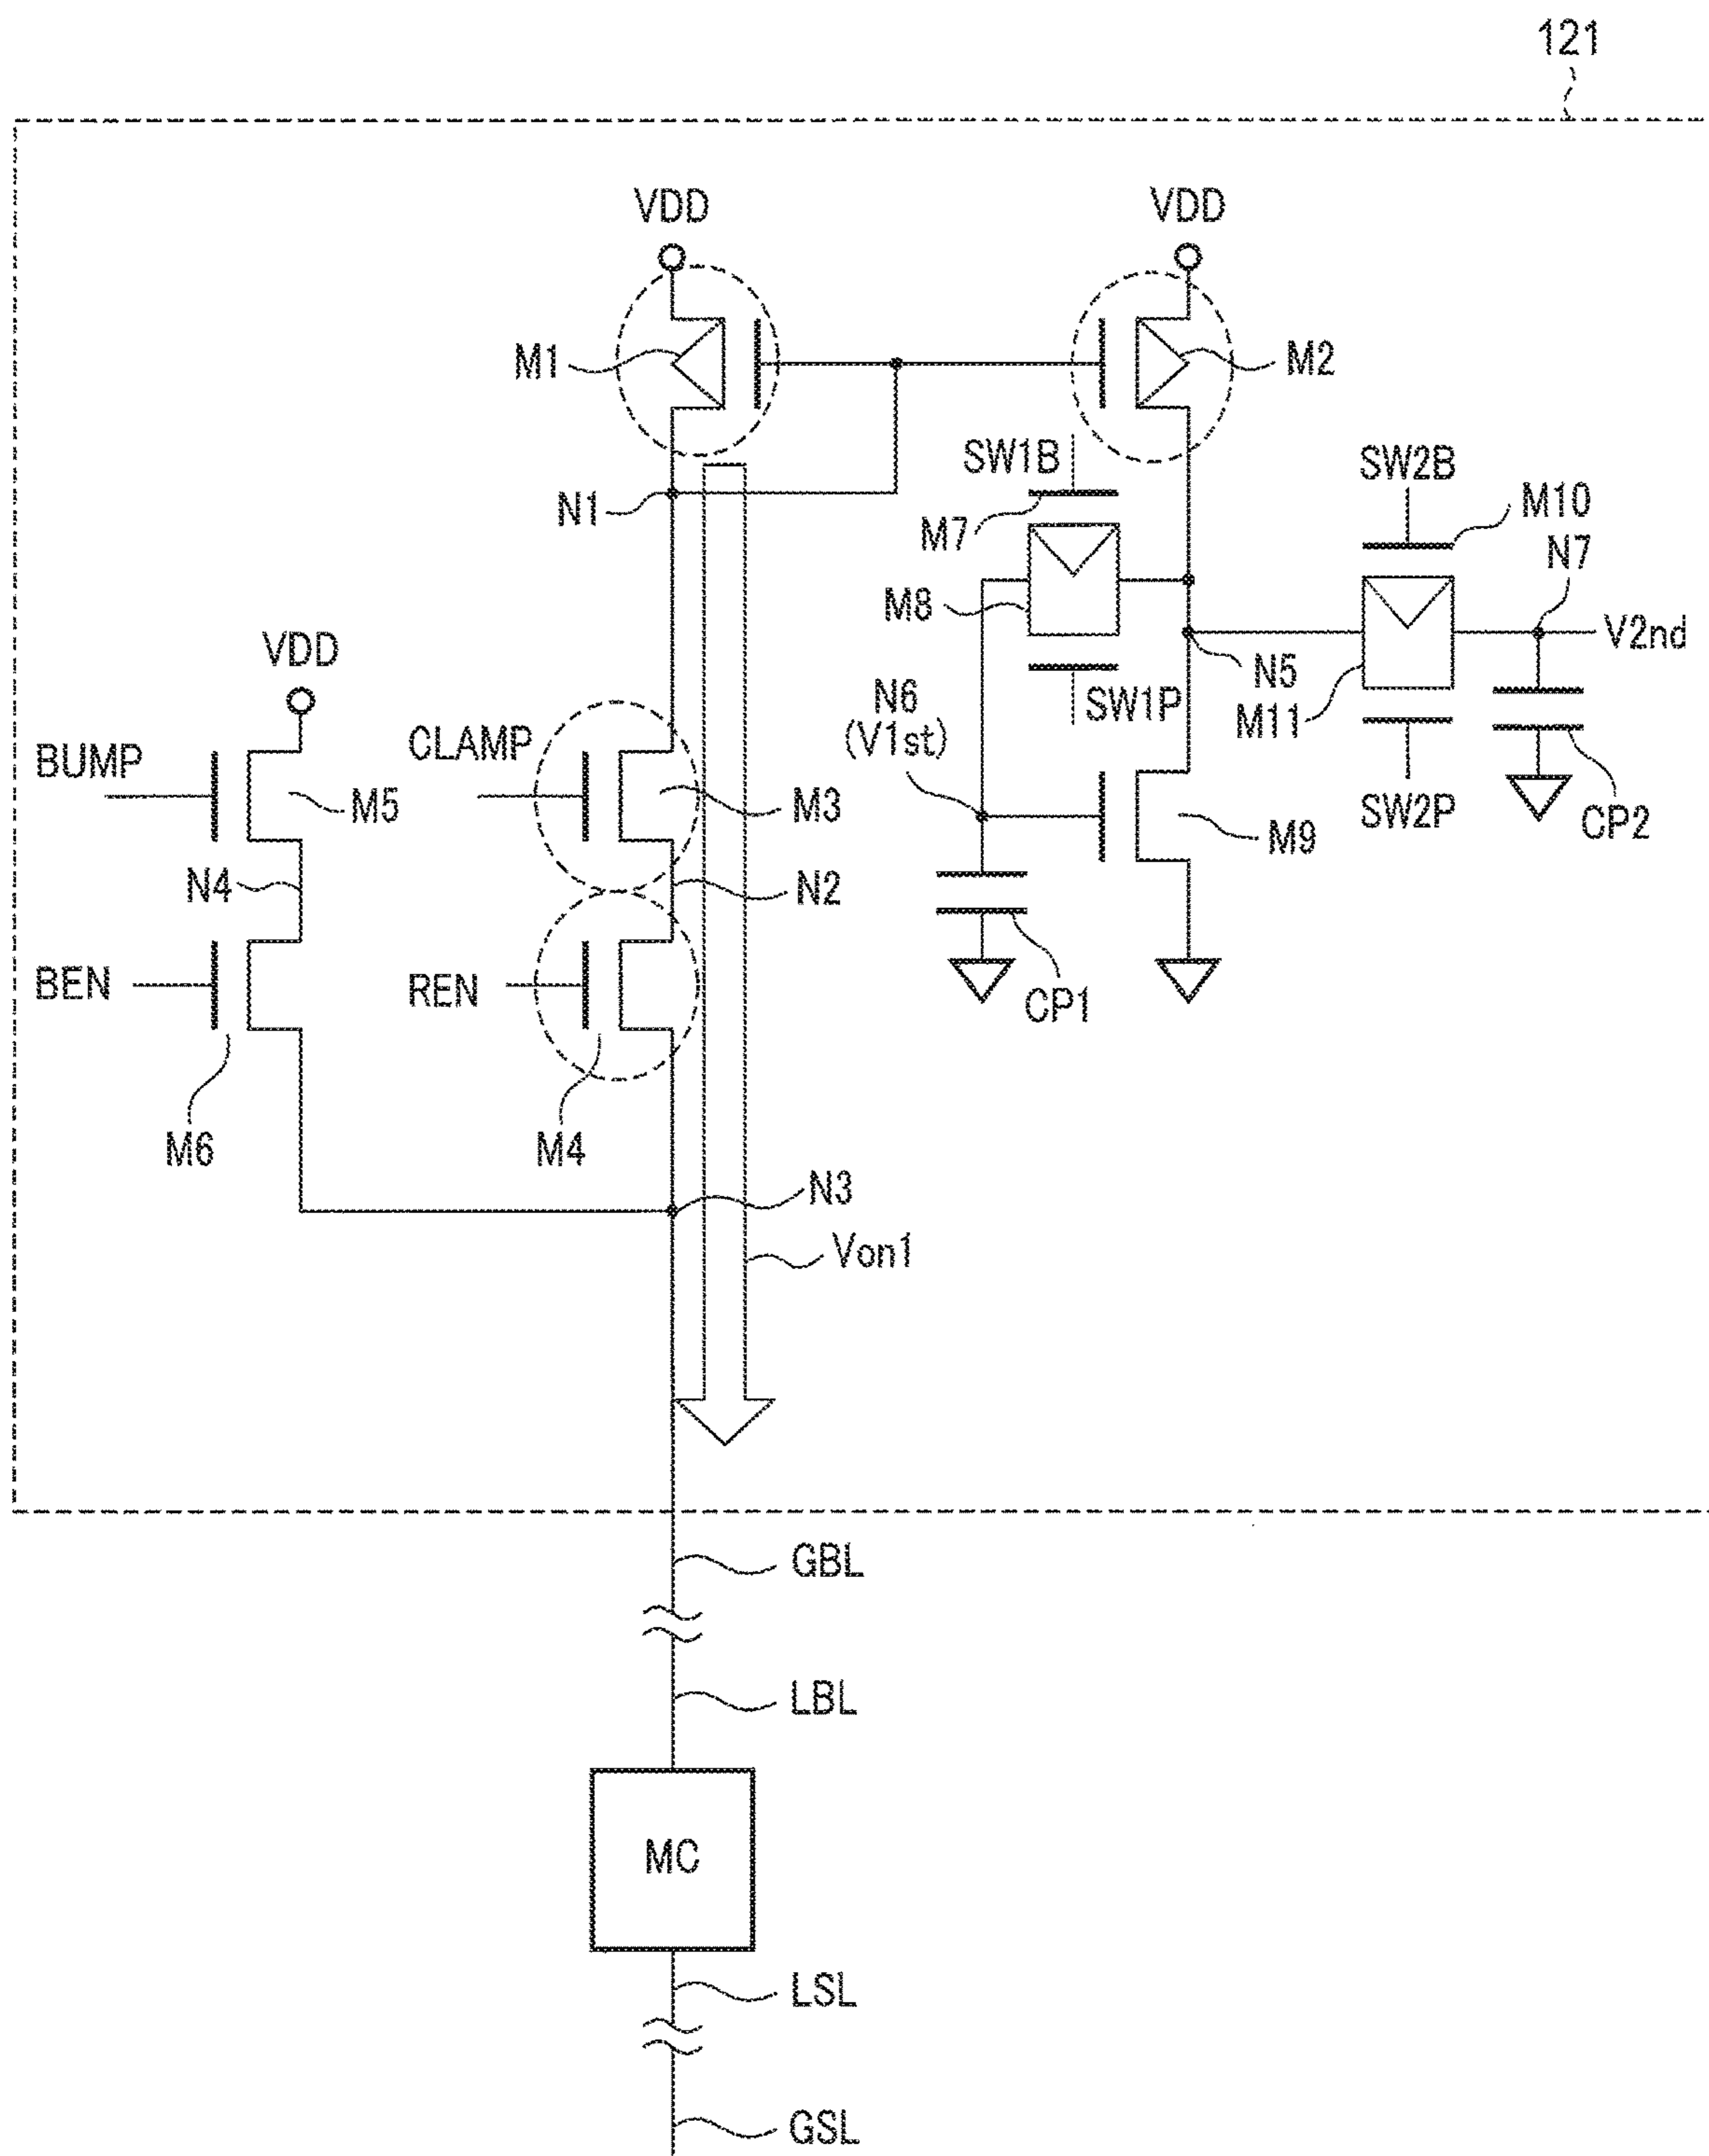 121
VDD
VDD
M1
M2
SW1B
SW2B
N1
M7
M10
N7
M8
VDD
V2nd
N5
N6
(V1st)
SW1P
M11
BUMP
CLAMP
M5
M3
M9
SW2P
CP2
N4
N2
BEN
REN
CP1
M6
M4
N3
Von1
GBL
LBL
MC
LSL
GSL